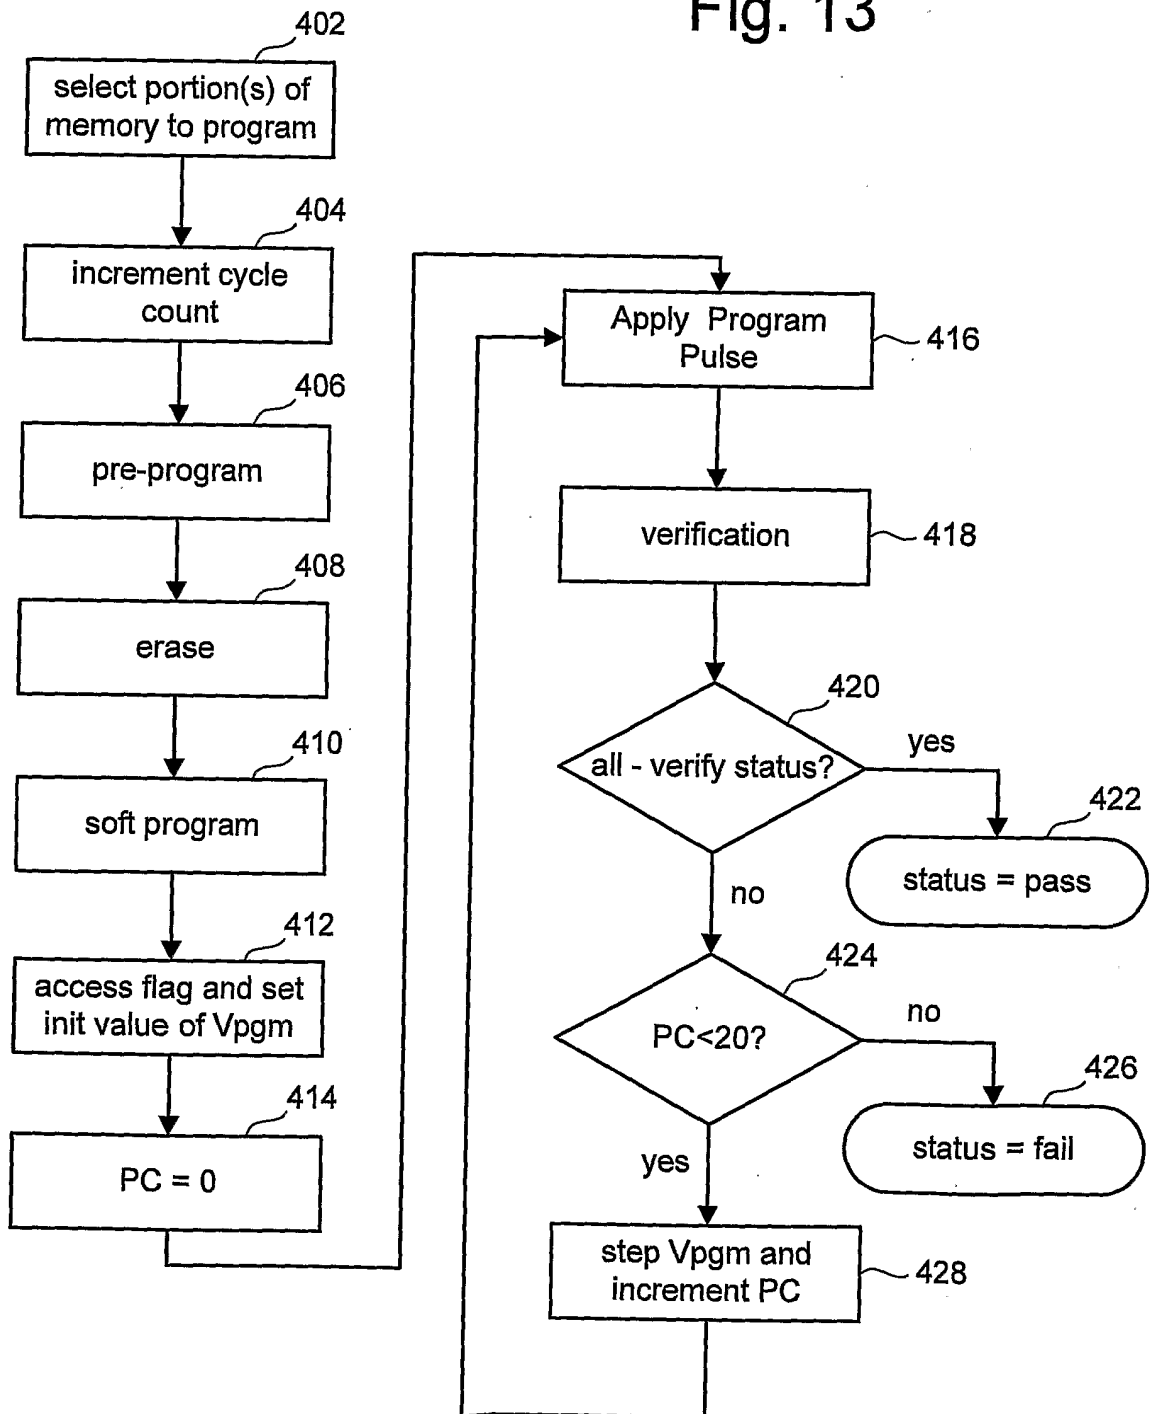 Fig. 13
402
select portion(s) of
memory to program
404
increment cycle
count
406
pre-program
408
erase
410
soft program
412
access flag and set
init value of Vpgm
414
PC = 0
Apply Program
Pulse
416
verification
418
420
all - verify status?
yes
422
status = pass
no
424
PC<20?
no
426
status = fail
yes
step Vpgm and
increment PC
428